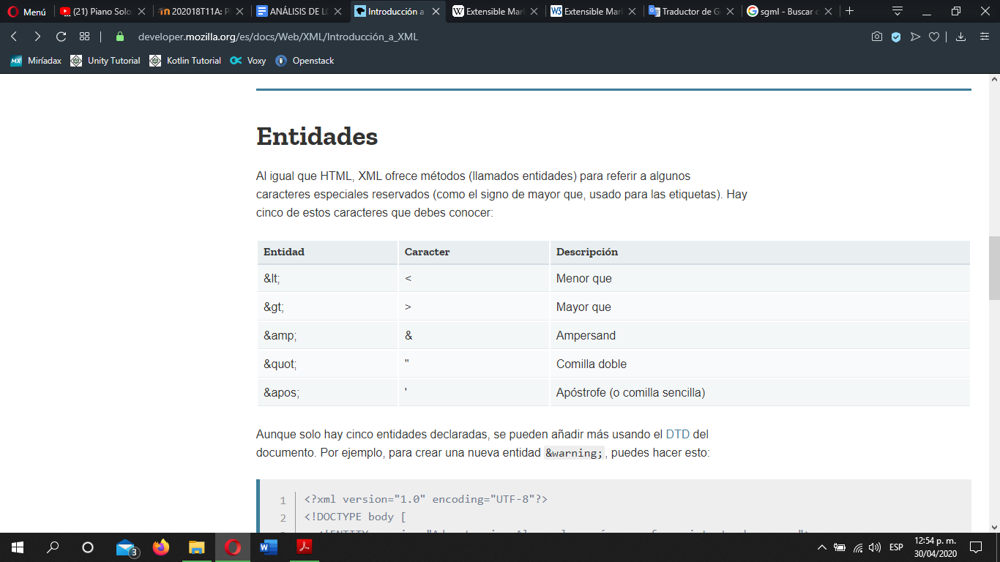 Menú
(21) Piano Solo
202018T11A: P
ANÁLISIS DE LO
Introducción a
Extensible Mar
Extensible Mar
Traductor de G
sgml - Buscar c
developer.mozilla.org/es/docs/Web/XML/Introducción_a_XML
MX Miríadax
Unity Tutorial
Kotlin Tutorial
Voxy
Openstack
Entidades
Al igual que HTML, XML ofrece métodos (llamados entidades) para referir a algunos
caracteres especiales reservados (como el signo de mayor que, usado para las etiquetas). Hay
cinco de estos caracteres que debes conocer:
Entidad Caracter Descripción
&lt; < Menor que
&gt; > Mayor que
&amp; & Ampersand
&quot; " Comilla doble
&apos; ' Apóstrofe (o comilla sencilla)
Aunque solo hay cinco entidades declaradas, se pueden añadir más usando el DTD del
documento. Por ejemplo, para crear una nueva entidad &warning;, puedes hacer esto:
1 <?xml version="1.0" encoding="UTF-8"?>
2 <!DOCTYPE body [
3
ESP
12:54 p. m.
30/04/2020